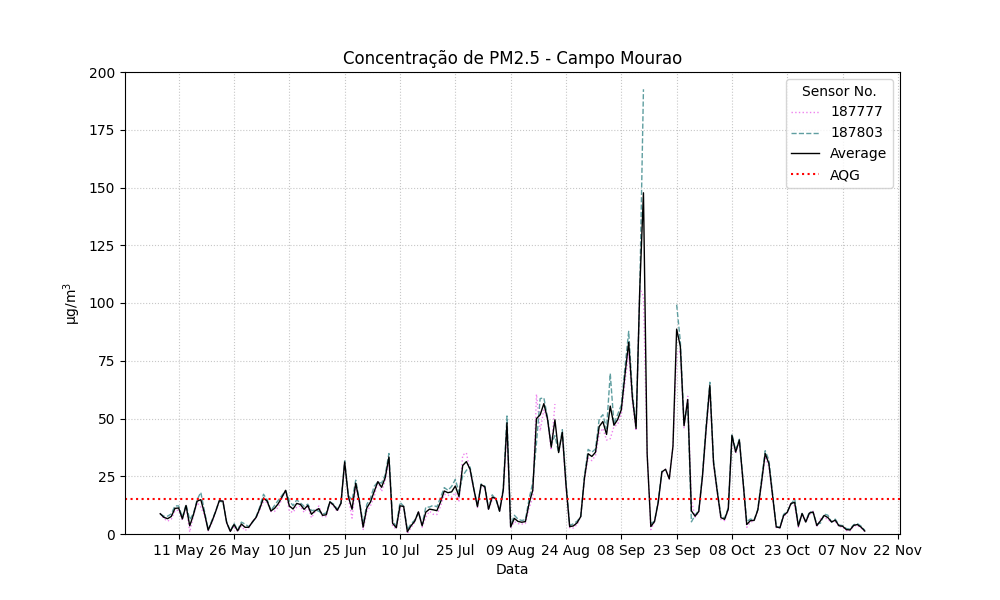 Concentração de PM2.5 - Campo Mourao
200
175
150
125
100
75
50
25
0
µg/m³
Sensor No.
187777
187803
Average
AQG
11 May 26 May 10 Jun 25 Jun 10 Jul 25 Jul 09 Aug 24 Aug 08 Sep 23 Sep 08 Oct 23 Oct 07 Nov 22 Nov
Data